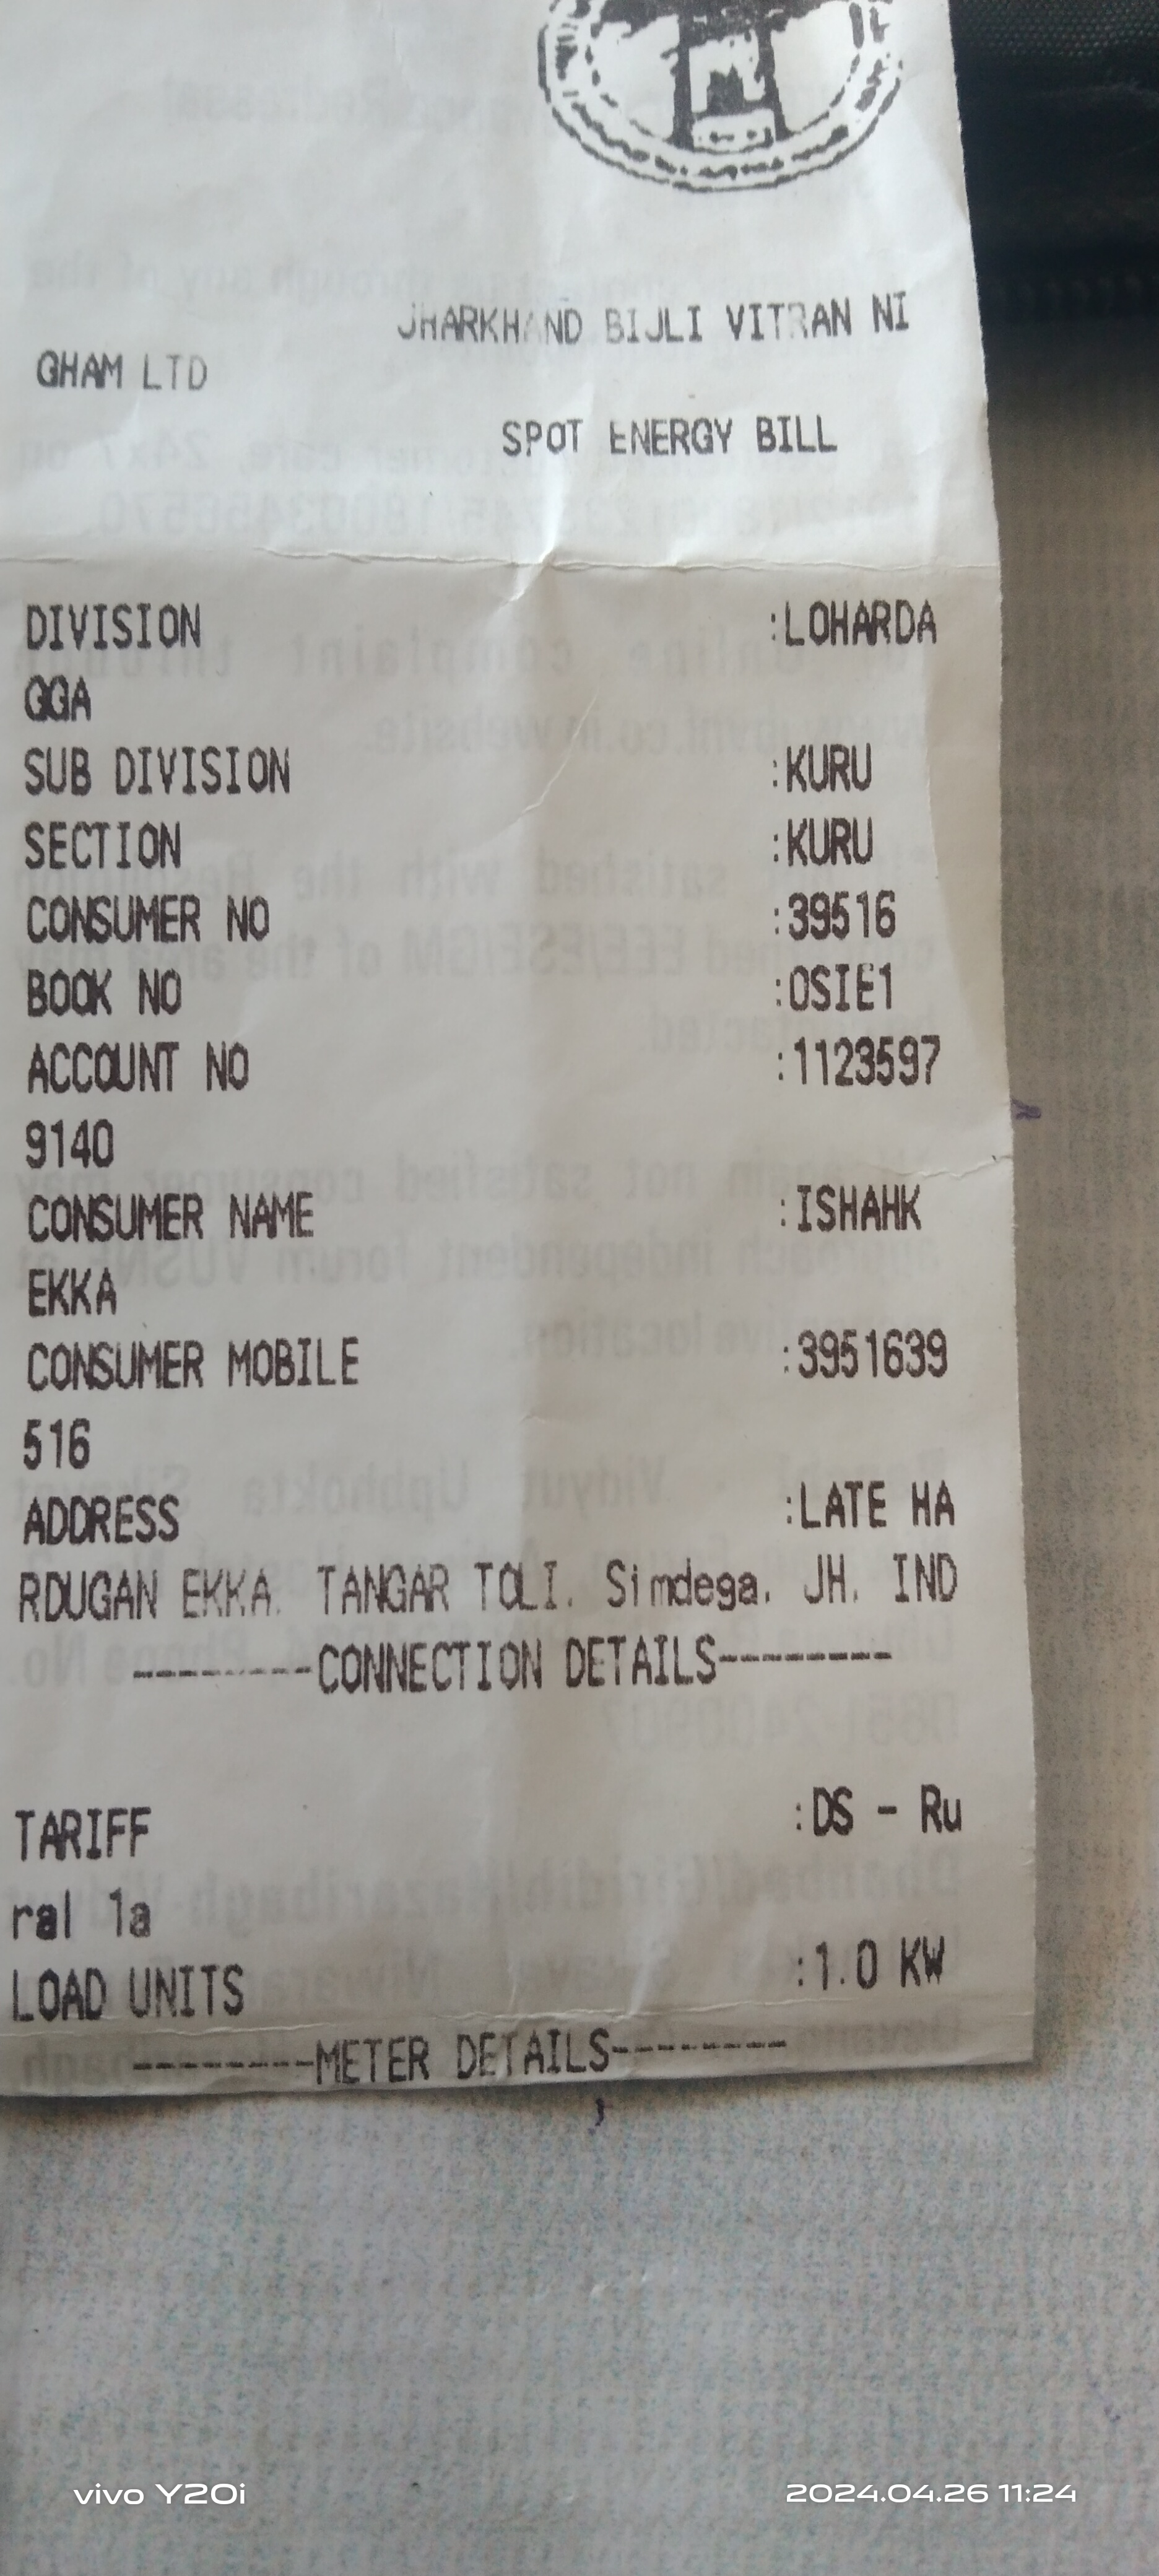 JHARKHAND BIJLI VITRAN NI
GHAM LTD
SPOT ENERGY BILL
DIVISION :LOHARDA
GGA
SUB DIVISION :KURU
SECTION :KURU
CONSUMER NO :39516
BOOK NO :OSIE1
ACCOUNT NO :1123597
9140
CONSUMER NAME :ISHAHK
EKKA
CONSUMER MOBILE :3951639
516
ADDRESS :LATE HA
RDUGAN EKKA, TANGAR TOLI, Simdega, JH, IND
--------CONNECTION DETAILS--------
TARIFF :DS - Ru
ral 1a
LOAD UNITS :1.0 KW
--------METER DETAILS--------
vivo Y20i
2024.04.26 11:24